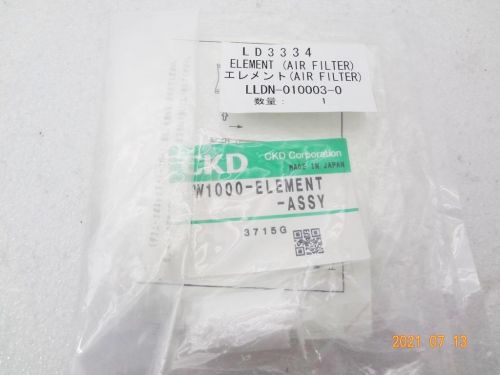 LD3334
ELEMENT (AIR FILTER)
エレメント(AIR FILTER)
LLDN-010003-0
数量: 1
CKD CKD Corporation
MADE IN JAPAN
W1000-ELEMENT
-ASSY
3715G
2021 07 13